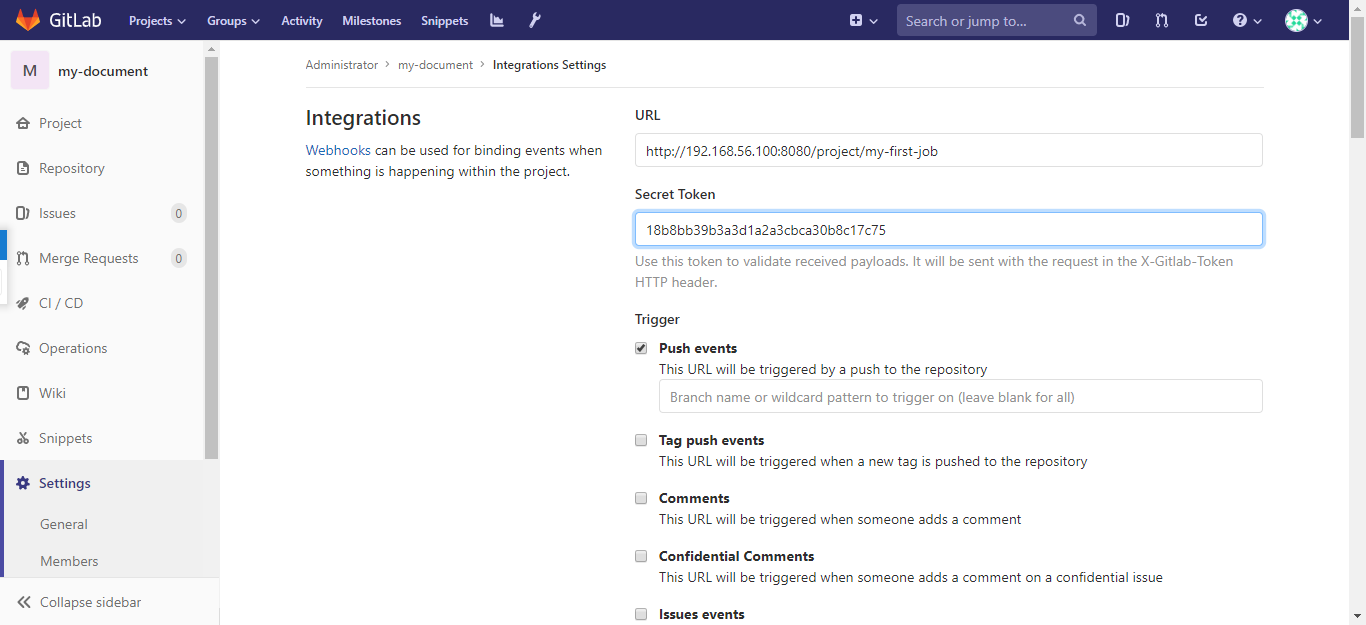 GitLab Projects Groups Activity Milestones Snippets Search or jump to...
M my-document
Project
Repository
Issues 0
Merge Requests 0
CI / CD
Operations
Wiki
Snippets
Settings
General
Members
Collapse sidebar
Administrator > my-document > Integrations Settings
Integrations
Webhooks can be used for binding events when
something is happening within the project.
URL
http://192.168.56.100:8080/project/my-first-job
Secret Token
18b8bb39b3a3d1a2a3cbca30b8c17c75
Use this token to validate received payloads. It will be sent with the request in the X-Gitlab-Token
HTTP header.
Trigger
Push events
This URL will be triggered by a push to the repository
Branch name or wildcard pattern to trigger on (leave blank for all)
Tag push events
This URL will be triggered when a new tag is pushed to the repository
Comments
This URL will be triggered when someone adds a comment
Confidential Comments
This URL will be triggered when someone adds a comment on a confidential issue
Issues events